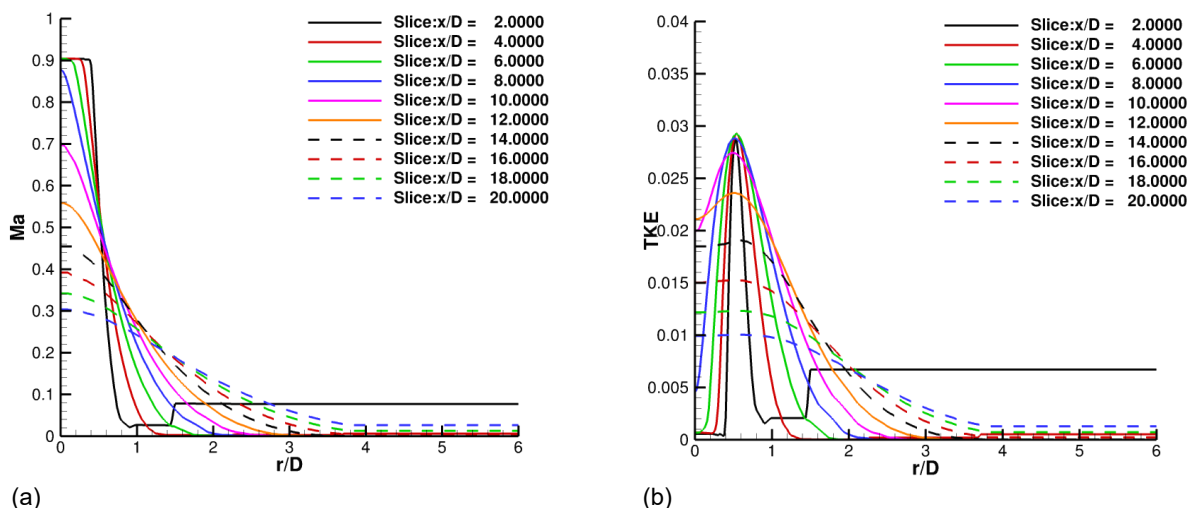 1
0.9
0.8
0.7
0.6
0.5
0.4
0.3
0.2
0.1
0
Ma
0 1 2 3 4 5 6
r/D
Slice:x/D = 2.0000
Slice:x/D = 4.0000
Slice:x/D = 6.0000
Slice:x/D = 8.0000
Slice:x/D = 10.0000
Slice:x/D = 12.0000
Slice:x/D = 14.0000
Slice:x/D = 16.0000
Slice:x/D = 18.0000
Slice:x/D = 20.0000
(a)
0.04
0.035
0.03
0.025
0.02
0.015
0.01
0.005
0
TKE
0 1 2 3 4 5 6
r/D
Slice:x/D = 2.0000
Slice:x/D = 4.0000
Slice:x/D = 6.0000
Slice:x/D = 8.0000
Slice:x/D = 10.0000
Slice:x/D = 12.0000
Slice:x/D = 14.0000
Slice:x/D = 16.0000
Slice:x/D = 18.0000
Slice:x/D = 20.0000
(b)